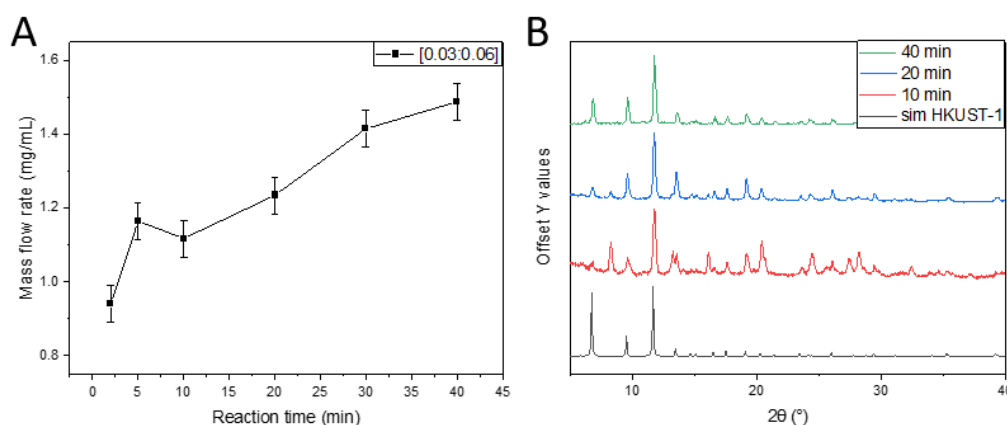 A
[0.03:0.06]
Mass flow rate (mg/mL)
1.6
1.4
1.2
1.0
0.8
0 5 10 15 20 25 30 35 40 45
Reaction time (min)
B
40 min
20 min
10 min
sim HKUST-1
Offset Y values
10 20 30 40
2θ (°)